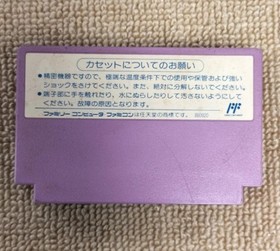 カセットについてのお願い
●精密機器ですので、極端な温度条件下での使用や保管および強い
ショックをさけてください。また、絶対に分解しないでください。
●端子部に手を触れたり、水にぬらしたりして汚さないようにして
ください。故障の原因となります。
ファミリーコンピュータ ファミコンは任天堂の商標です。